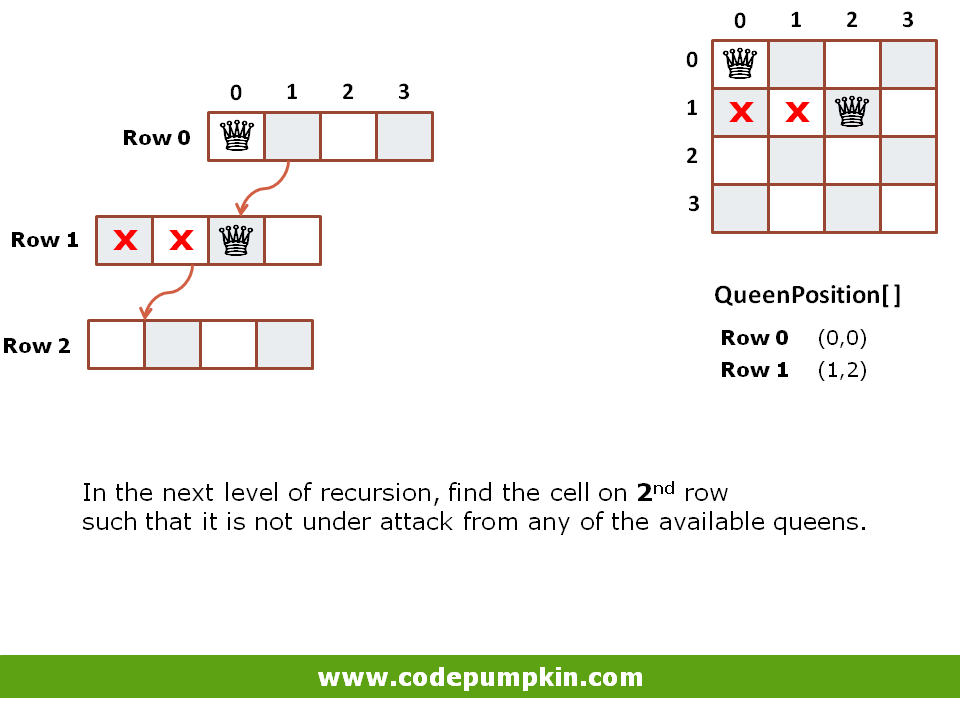 0 1 2 3
Row 0
Row 1 X X
Row 2
0 1 2 3
0
1 X X
2
3
QueenPosition[ ]
Row 0 (0,0)
Row 1 (1,2)
In the next level of recursion, find the cell on 2nd row
such that it is not under attack from any of the available queens.
www.codepumpkin.com